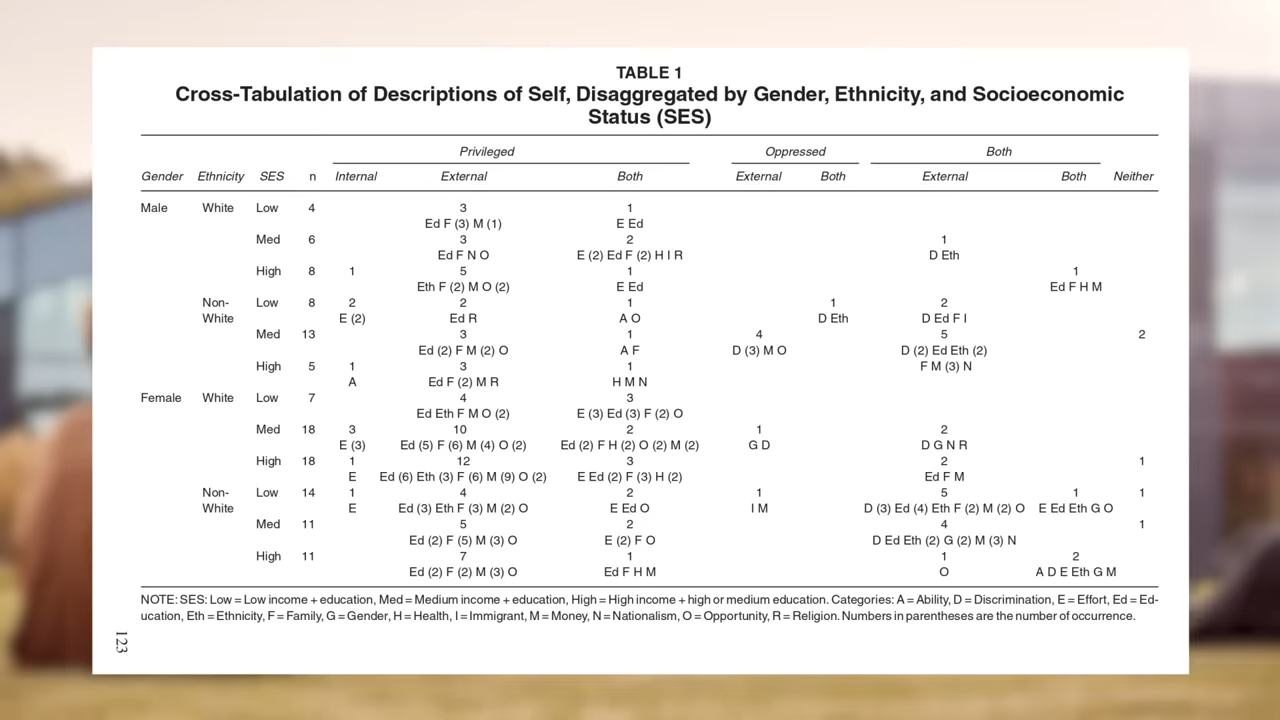 TABLE 1
Cross-Tabulation of Descriptions of Self, Disaggregated by Gender, Ethnicity, and Socioeconomic
Status (SES)
Privileged Oppressed Both
Gender Ethnicity SES n Internal External Both External Both External Both Neither
Male White Low 4 3 1
Ed F (3) M (1) E Ed
Med 6 3 2 1
Ed F N O E (2) Ed F (2) H I R D Eth
High 8 1 5 1 1
Eth F (2) M O (2) E Ed Ed F H M
Non- Low 8 2 2 1 1 2
White E (2) Ed R A O D Eth D Ed F I
Med 13 3 1 4 5 2
Ed (2) F M (2) O A F D (3) M O D (2) Ed Eth (2)
High 5 1 3 1 F M (3) N
A Ed F (2) M R H M N
Female White Low 7 4 3
Ed Eth F M O (2) E (3) Ed (3) F (2) O
Med 18 3 10 2 1 2
E (3) Ed (5) F (6) M (4) O (2) Ed (2) F H (2) O (2) M (2) G D D G N R
High 18 1 12 3 2 1
E Ed (6) Eth (3) F (6) M (9) O (2) E Ed (2) F (3) H (2) Ed F M
Non- Low 14 1 4 2 1 5 1 1
White E Ed (3) Eth F (3) M (2) O E Ed O I M D (3) Ed (4) Eth F (2) M (2) O E Ed Eth G O
Med 11 5 2 4 1
Ed (2) F (5) M (3) O E (2) F O D Ed Eth (2) G (2) M (3) N
High 11 7 1 1 2
Ed (2) F (2) M (3) O Ed F H M O A D E Eth G M
NOTE: SES: Low = Low income + education, Med = Medium income + education, High = High income + high or medium education. Categories: A = Ability, D = Discrimination, E = Effort, Ed = Ed-
ucation, Eth = Ethnicity, F = Family, G = Gender, H = Health, I = Immigrant, M = Money, N = Nationalism, O = Opportunity, R = Religion. Numbers in parentheses are the number of occurrence.
123